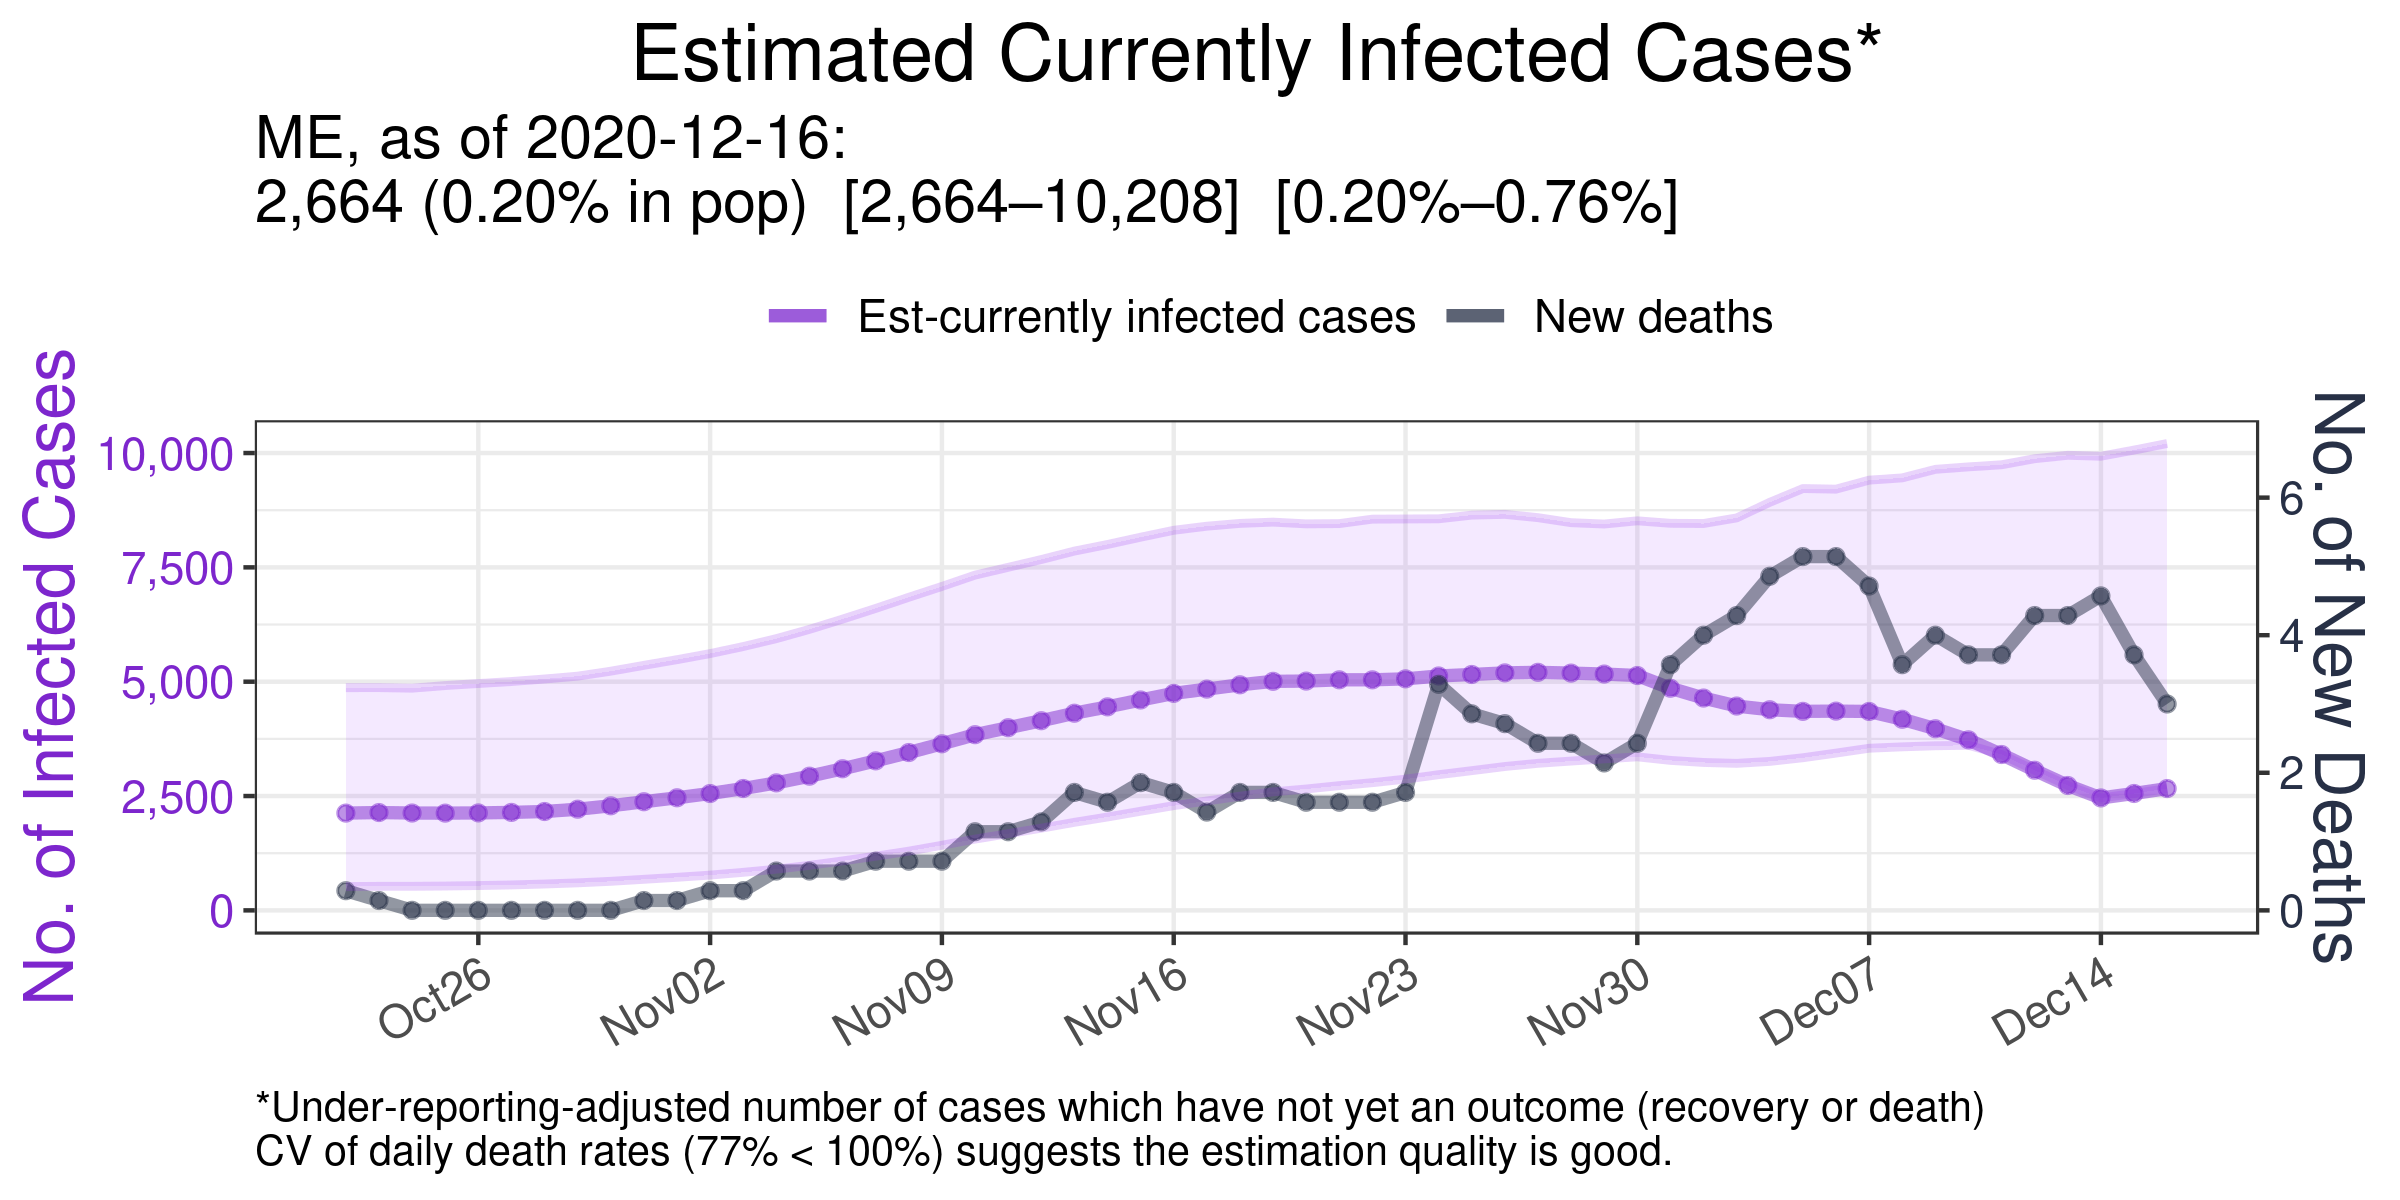 Estimated Currently Infected Cases*
ME, as of 2020-12-16:
2,664 (0.20% in pop)  [2,664–10,208]  [0.20%–0.76%]
Est-currently infected cases
New deaths
No. of Infected Cases
10,000
7,500
5,000
2,500
0
No. of New Deaths
6
4
2
0
Oct26
Nov02
Nov09
Nov16
Nov23
Nov30
Dec07
Dec14
*Under-reporting-adjusted number of cases which have not yet an outcome (recovery or death)
CV of daily death rates (77% < 100%) suggests the estimation quality is good.